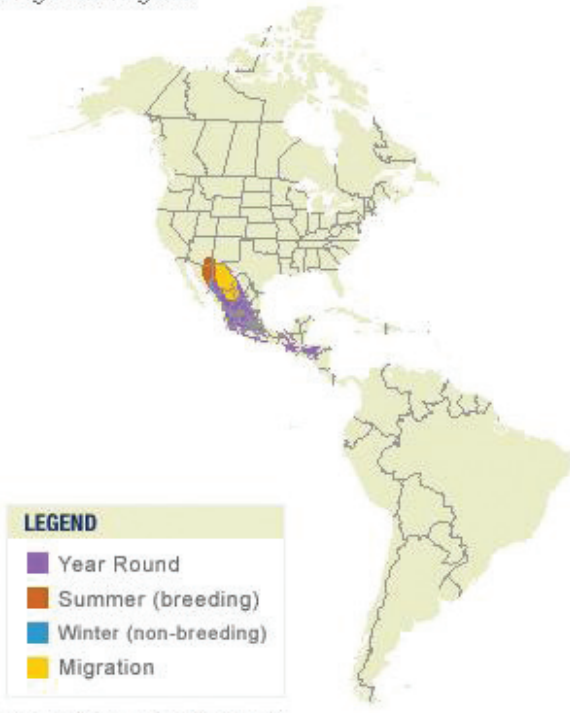 LEGEND
Year Round
Summer (breeding)
Winter (non-breeding)
Migration